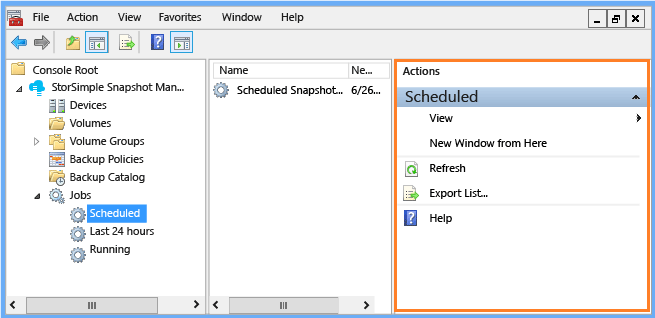 File Action View Favorites Window Help
Console Root
StorSimple Snapshot Man...
Devices
Volumes
Volume Groups
Backup Policies
Backup Catalog
Jobs
Scheduled
Last 24 hours
Running
Name Ne...
Scheduled Snapshot... 6/26...
Actions
Scheduled
View
New Window from Here
Refresh
Export List...
Help